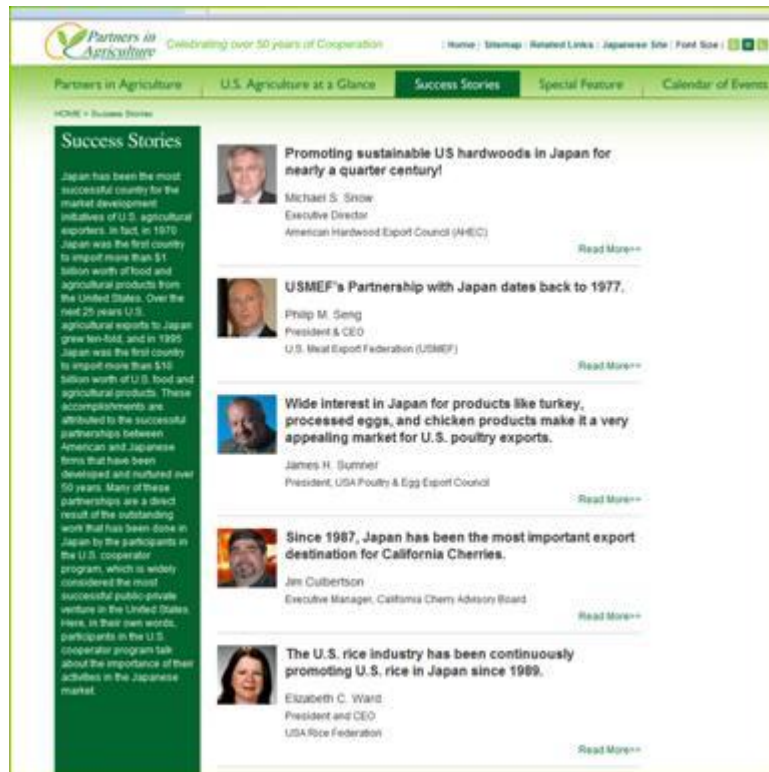 Partners in
Agriculture
Celebrating over 50 years of Cooperation
Home | Sitemap | Related Links | Japanese Site | Font Size |
Partners in Agriculture
U.S. Agriculture at a Glance
Success Stories
Special Feature
Calendar of Events
HOME > Success Stories
Success Stories
Japan has been the most
successful country for the
market development
initiatives of U.S. agricultural
exporters. In fact, in 1970
Japan was the first country
to import more than $1
billion worth of food and
agricultural products from
the United States. Over the
next 25 years U.S.
agricultural exports to Japan
grew ten-fold, and in 1995
Japan was the first country
to import more than $10
billion worth of U.S. food and
agricultural products. These
accomplishments are
attributed to the successful
partnerships between
American and Japanese
firms that have been
developed and nurtured over
50 years. Many of these
partnerships are a direct
result of the outstanding
work that has been done in
Japan by the participants in
the U.S. cooperator
program, which is widely
considered the most
successful public-private
venture in the United States.
Here, in their own words,
participants in the U.S.
cooperator program talk
about the importance of their
activities in the Japanese
market.
Promoting sustainable US hardwoods in Japan for
nearly a quarter century!
Michael S. Snow
Executive Director
American Hardwood Export Council (AHEC)
Read More>>
USMEF's Partnership with Japan dates back to 1977.
Philip M. Seng
President & CEO
U.S. Meat Export Federation (USMEF)
Read More>>
Wide interest in Japan for products like turkey,
processed eggs, and chicken products make it a very
appealing market for U.S. poultry exports.
James H. Sumner
President, USA Poultry & Egg Export Council
Read More>>
Since 1987, Japan has been the most important export
destination for California Cherries.
Jim Culbertson
Executive Manager, California Cherry Advisory Board
Read More>>
The U.S. rice industry has been continuously
promoting U.S. rice in Japan since 1989.
Elizabeth C. Ward
President and CEO
USA Rice Federation
Read More>>